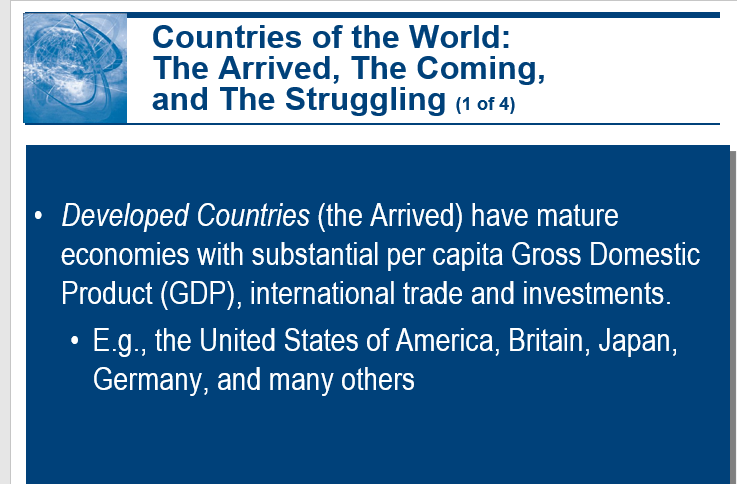 Countries of the World:
The Arrived, The Coming,
and The Struggling (1 of 4)
• Developed Countries (the Arrived) have mature
economies with substantial per capita Gross Domestic
Product (GDP), international trade and investments.
• E.g., the United States of America, Britain, Japan,
Germany, and many others